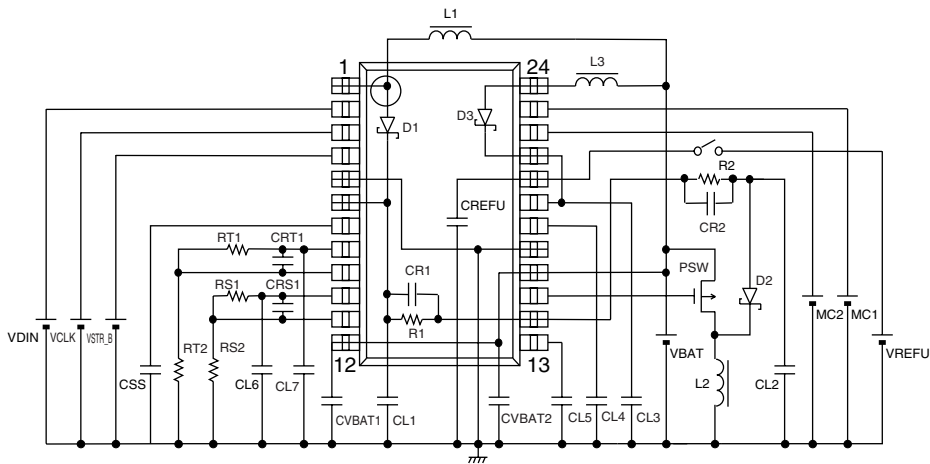 L1
1
24
L3
D1
D3
R2
CREFU
CR2
RT1
CRT1
CR1
PSW
RS1
CRS1
D2
R1
VDIN
VCLK
VSTR_B
MC2
MC1
RT2
RS2
12
13
VBAT
VREFU
CSS
CL6
CL7
L2
CL2
CVBAT1
CL1
CVBAT2
CL5
CL4
CL3